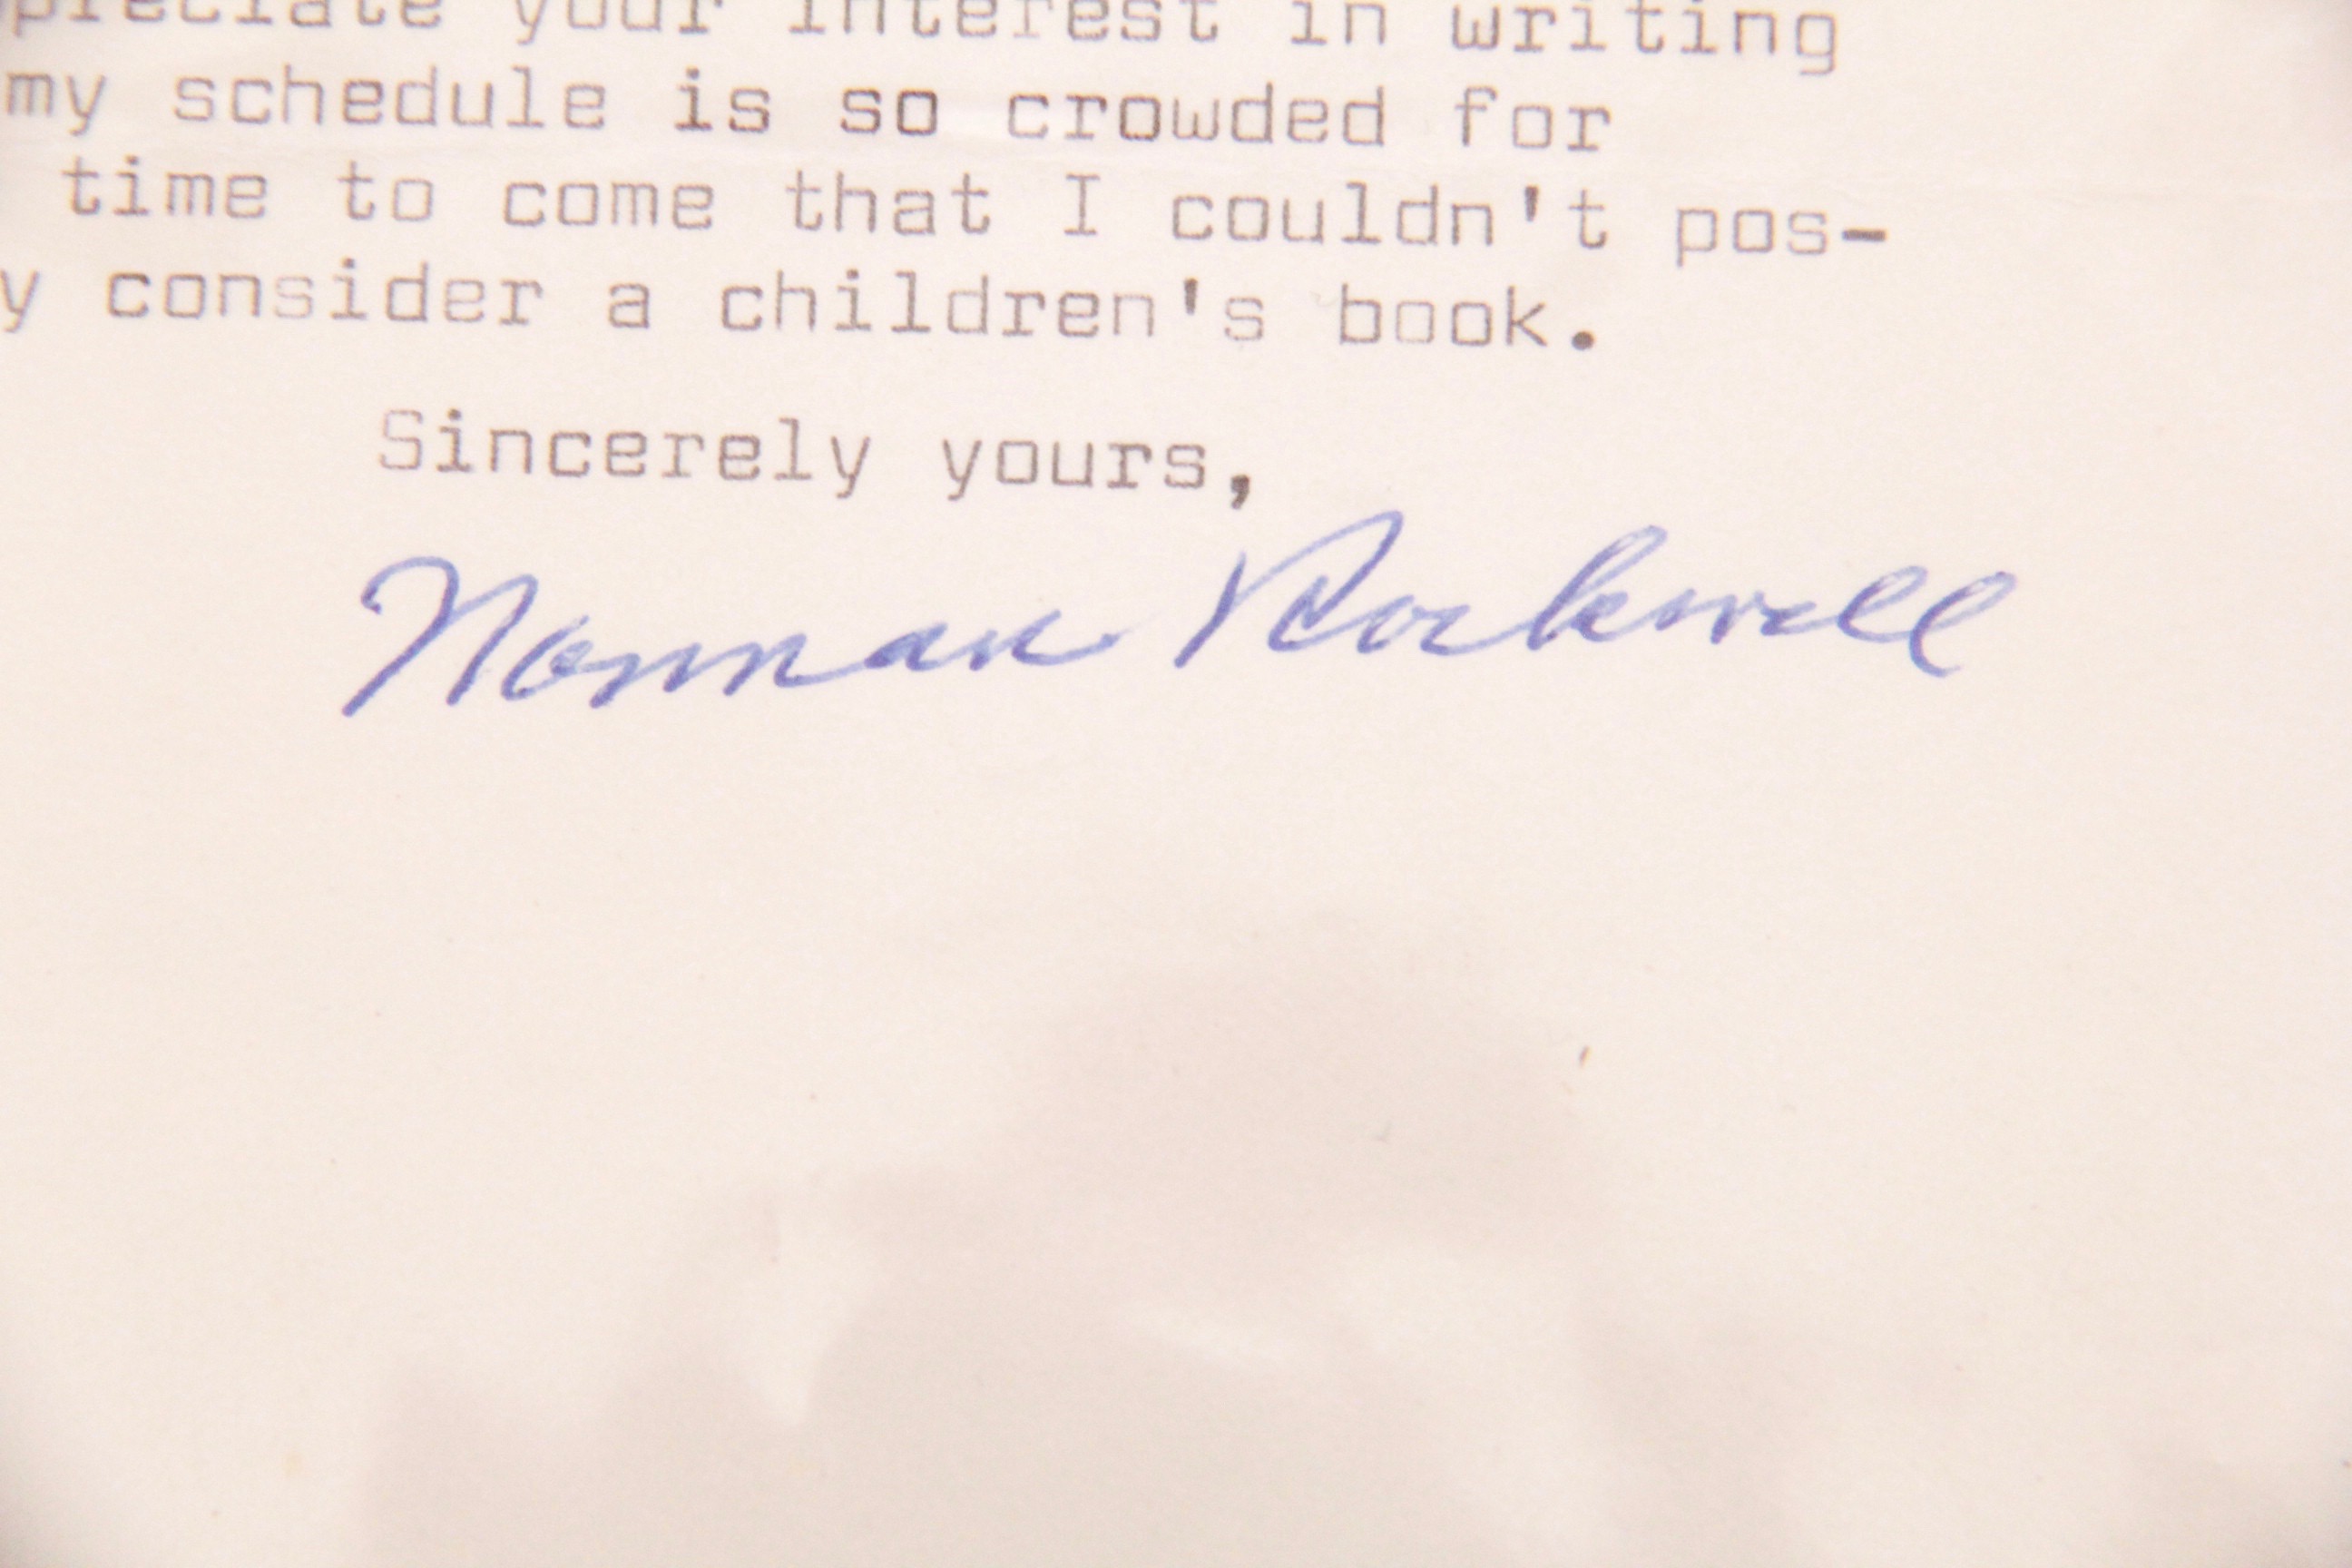 preciate your interest in writing
my schedule is so crowded for
time to come that I couldn't pos-
y consider a children's book.
Sincerely yours,
Norman Rockwell